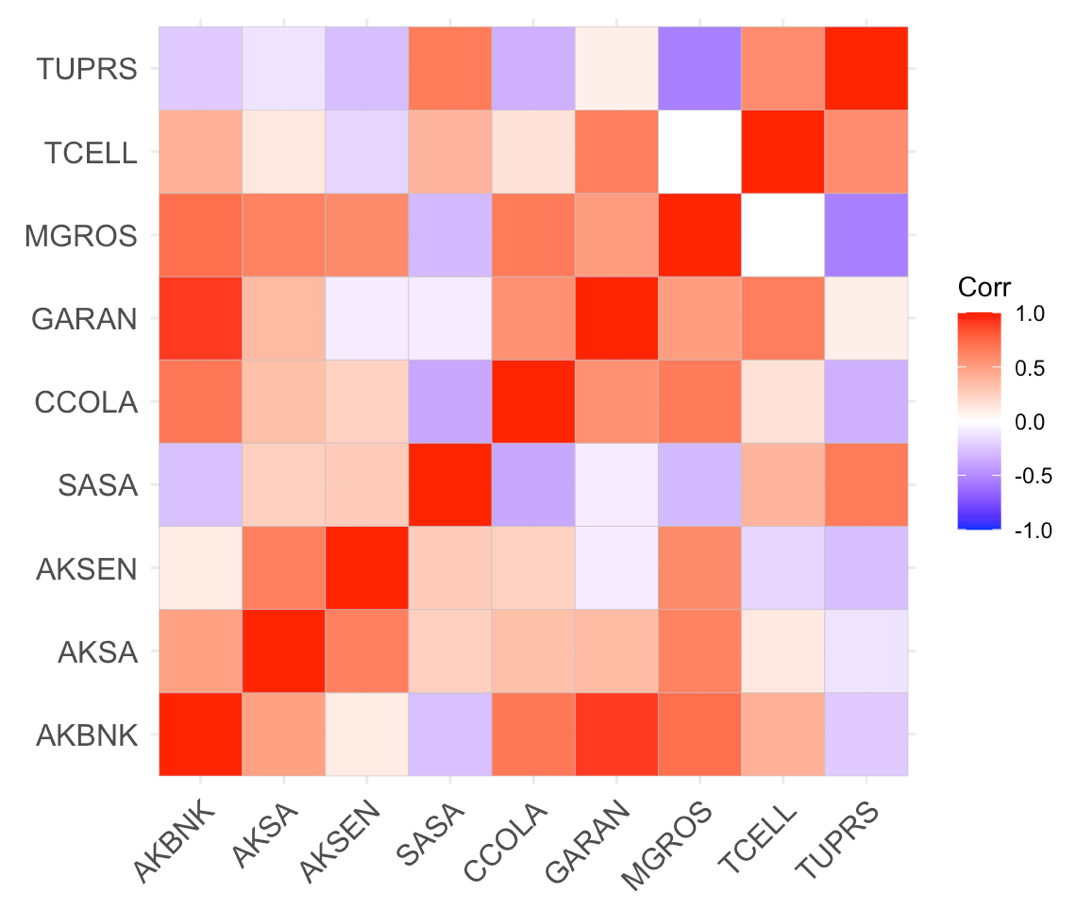 TUPRS
TCELL
MGROS
GARAN
CCOLA
SASA
AKSEN
AKSA
AKBNK
AKBNK AKSA AKSEN SASA CCOLA GARAN MGROS TCELL TUPRS
Corr
1.0
0.5
0.0
-0.5
-1.0